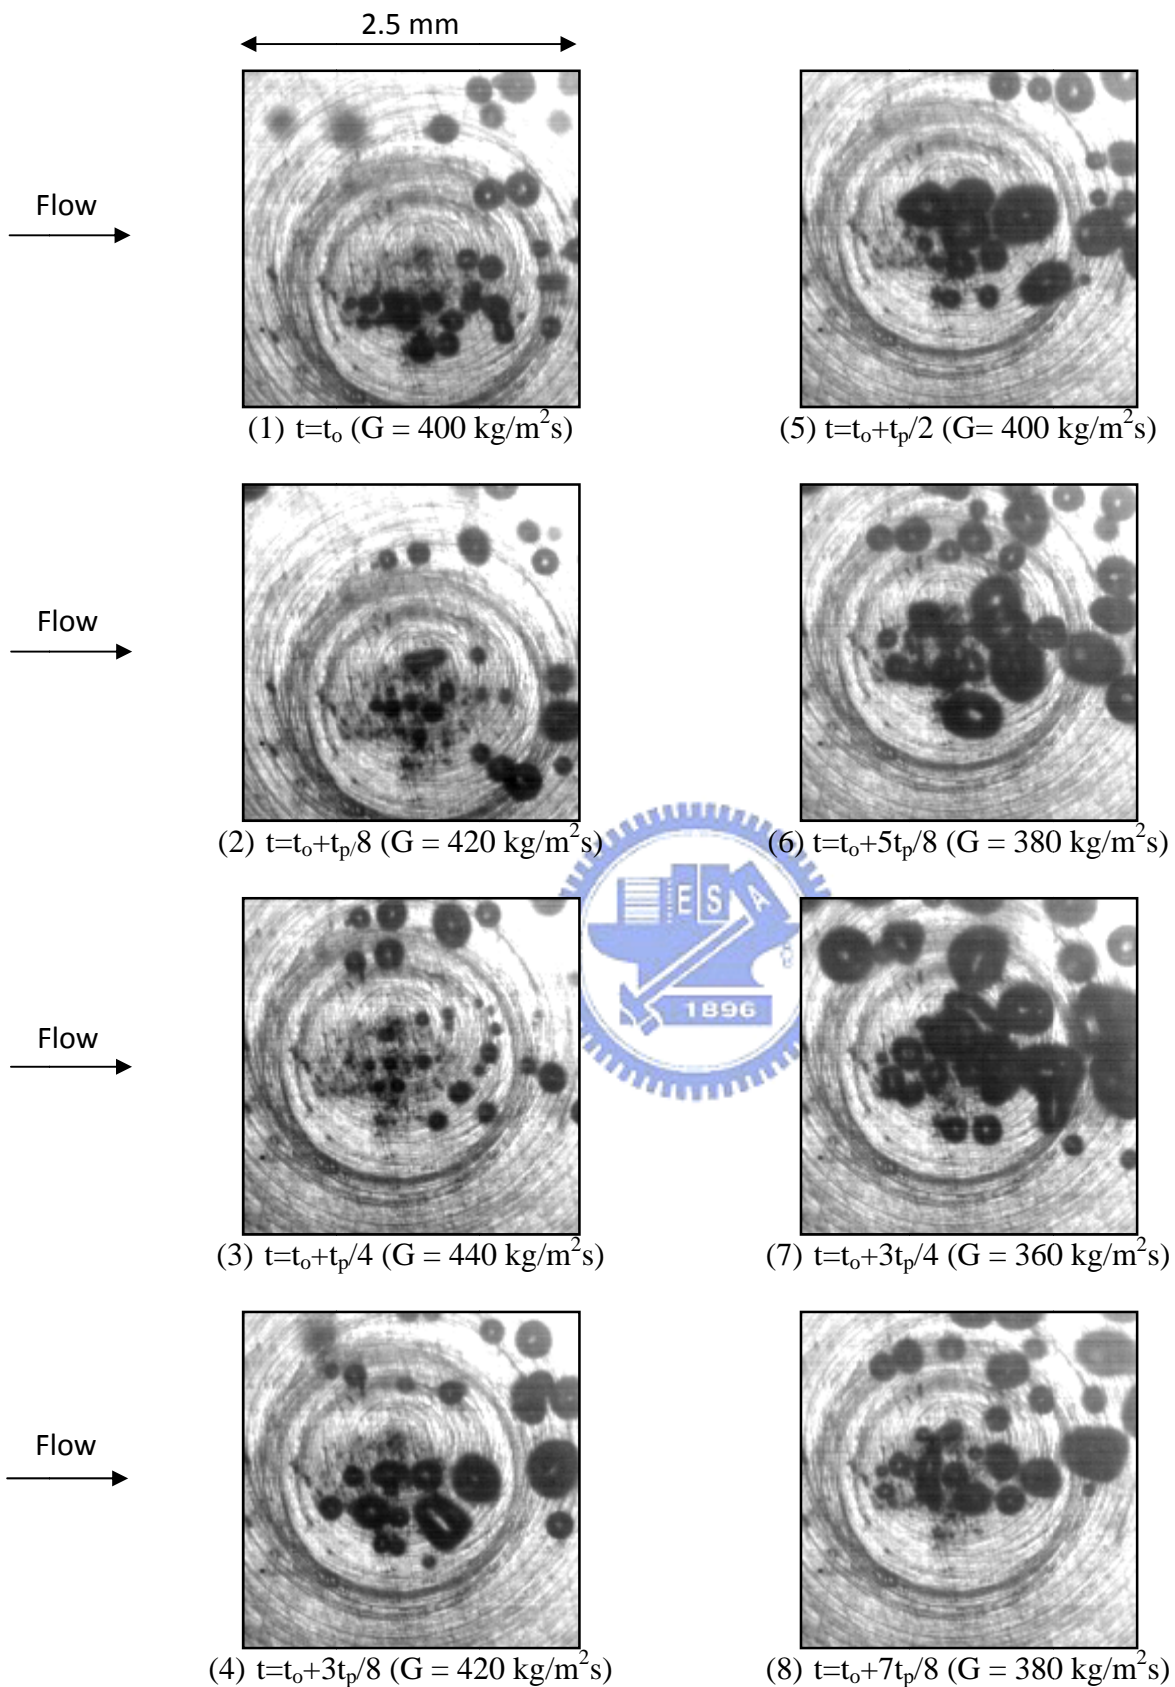 2.5 mm
Flow
(1) t=tₒ (G = 400 kg/m²s)
(5) t=tₒ+tₚ/2 (G= 400 kg/m²s)
Flow
(2) t=tₒ+tₚ/8 (G = 420 kg/m²s)
(6) t=tₒ+5tₚ/8 (G = 380 kg/m²s)
ESA
1896
Flow
(3) t=tₒ+tₚ/4 (G = 440 kg/m²s)
(7) t=tₒ+3tₚ/4 (G = 360 kg/m²s)
Flow
(4) t=tₒ+3tₚ/8 (G = 420 kg/m²s)
(8) t=tₒ+7tₚ/8 (G = 380 kg/m²s)